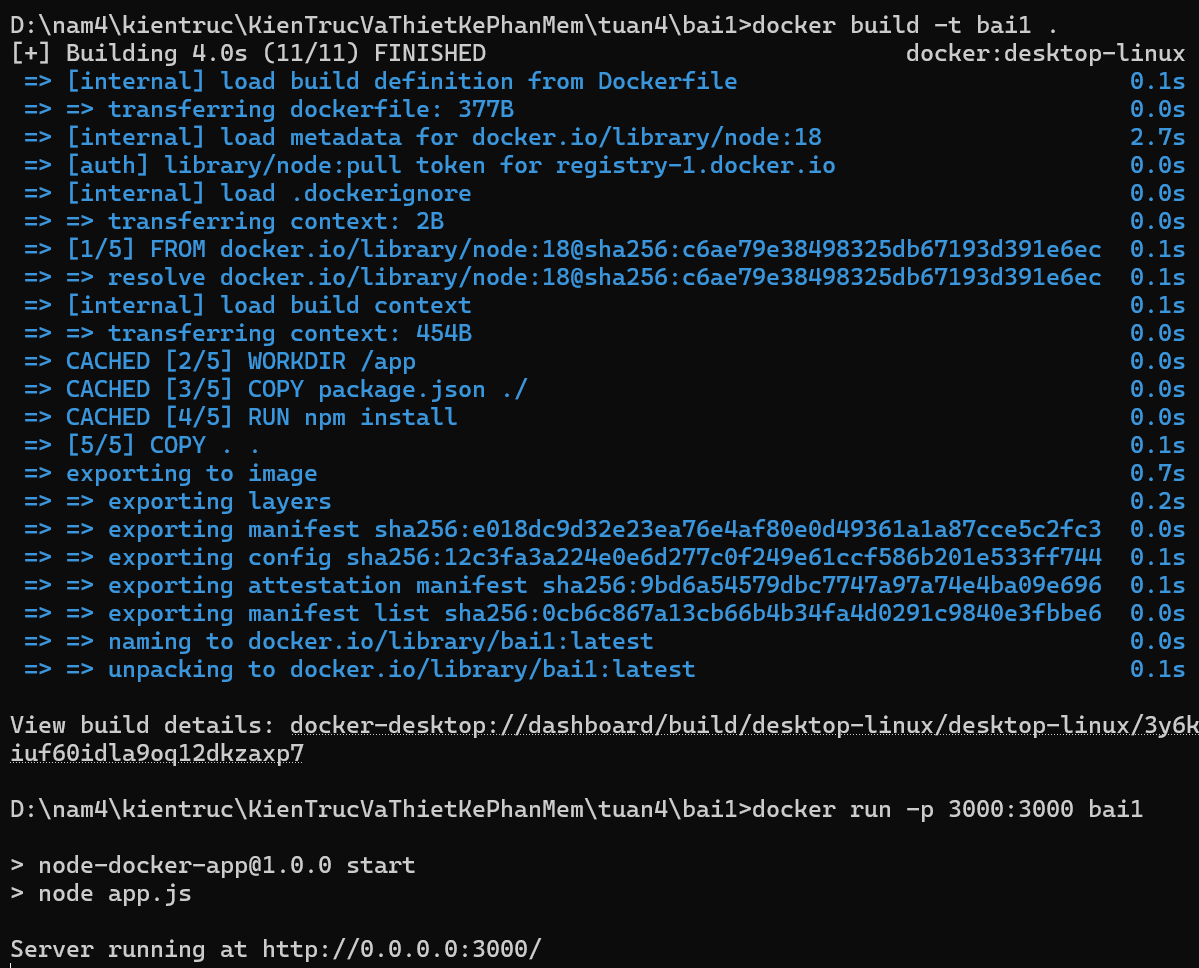 D:\nam4\kientruc\KienTrucVaThietKePhanMem\tuan4\bai1>docker build -t bai1 .
[+] Building 4.0s (11/11) FINISHED docker:desktop-linux
=> [internal] load build definition from Dockerfile 0.1s
=> => transferring dockerfile: 377B 0.0s
=> [internal] load metadata for docker.io/library/node:18 2.7s
=> [auth] library/node:pull token for registry-1.docker.io 0.0s
=> [internal] load .dockerignore 0.0s
=> => transferring context: 2B 0.0s
=> [1/5] FROM docker.io/library/node:18@sha256:c6ae79e38498325db67193d391e6ec 0.1s
=> => resolve docker.io/library/node:18@sha256:c6ae79e38498325db67193d391e6ec 0.1s
=> [internal] load build context 0.1s
=> => transferring context: 454B 0.0s
=> CACHED [2/5] WORKDIR /app 0.0s
=> CACHED [3/5] COPY package.json ./ 0.0s
=> CACHED [4/5] RUN npm install 0.0s
=> [5/5] COPY . . 0.1s
=> exporting to image 0.7s
=> => exporting layers 0.2s
=> => exporting manifest sha256:e018dc9d32e23ea76e4af80e0d49361a1a87cce5c2fc3 0.0s
=> => exporting config sha256:12c3fa3a224e0e6d277c0f249e61ccf586b201e533ff744 0.1s
=> => exporting attestation manifest sha256:9bd6a54579dbc7747a97a74e4ba09e696 0.1s
=> => exporting manifest list sha256:0cb6c867a13cb66b4b34fa4d0291c9840e3fbbe6 0.0s
=> => naming to docker.io/library/bai1:latest 0.0s
=> => unpacking to docker.io/library/bai1:latest 0.1s
View build details: docker-desktop://dashboard/build/desktop-linux/desktop-linux/3y6k
iuf60idla9oq12dkzaxp7
D:\nam4\kientruc\KienTrucVaThietKePhanMem\tuan4\bai1>docker run -p 3000:3000 bai1
> node-docker-app@1.0.0 start
> node app.js
Server running at http://0.0.0.0:3000/